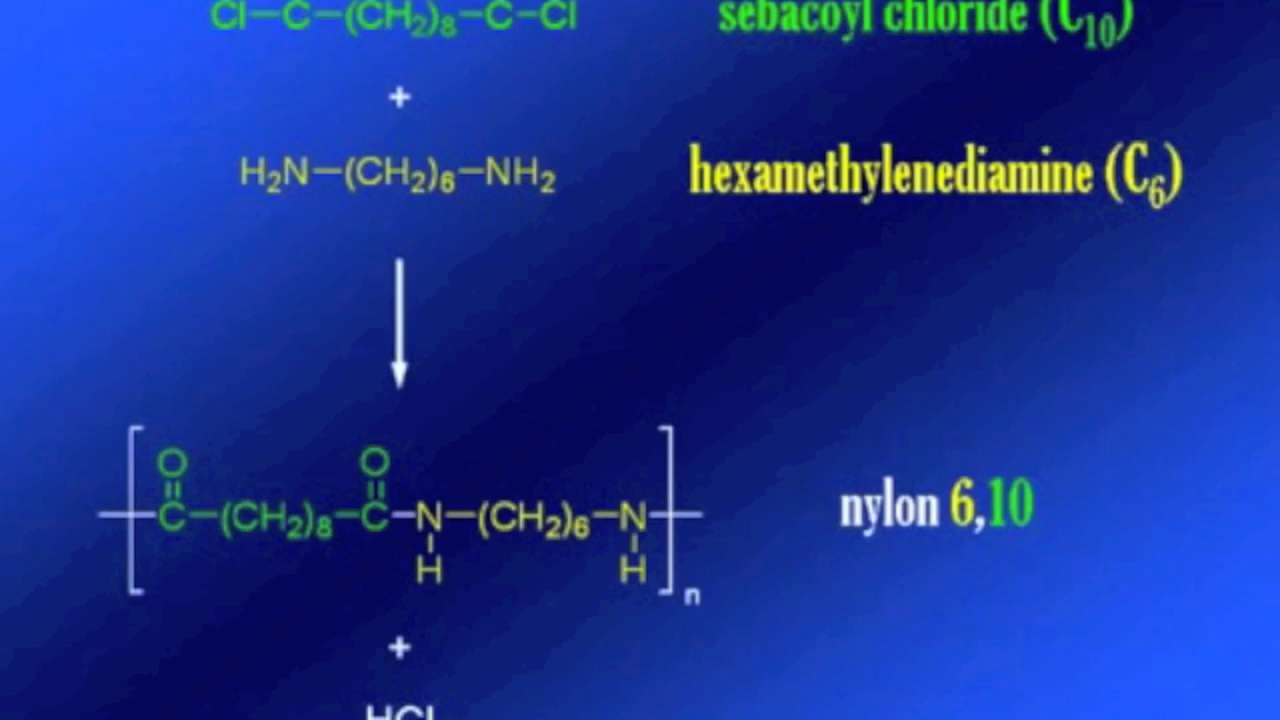 Cl—C—(CH₂)₈—C—Cl sebacoyl chloride (C₁₀)
+
H₂N—(CH₂)₆—NH₂ hexamethylenediamine (C₆)
O O
C—(CH₂)₈—C—N—(CH₂)₆—N nylon 6,10
H H
n
+
HCl